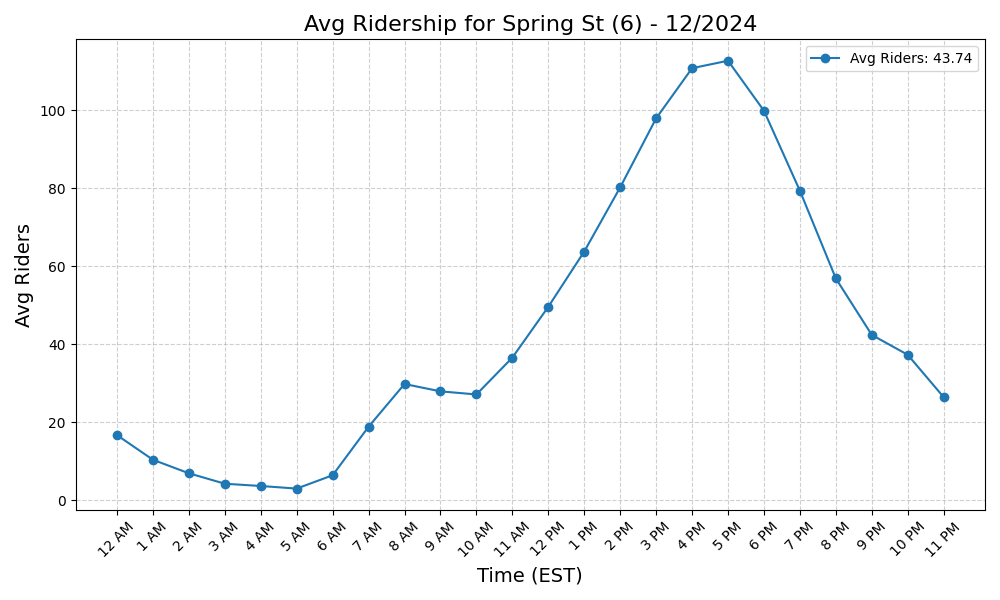 Avg Ridership for Spring St (6) - 12/2024
Avg Riders: 43.74
Avg Riders
100
80
60
40
20
0
12 AM
1 AM
2 AM
3 AM
4 AM
5 AM
6 AM
7 AM
8 AM
9 AM
10 AM
11 AM
12 PM
1 PM
2 PM
3 PM
4 PM
5 PM
6 PM
7 PM
8 PM
9 PM
10 PM
11 PM
Time (EST)